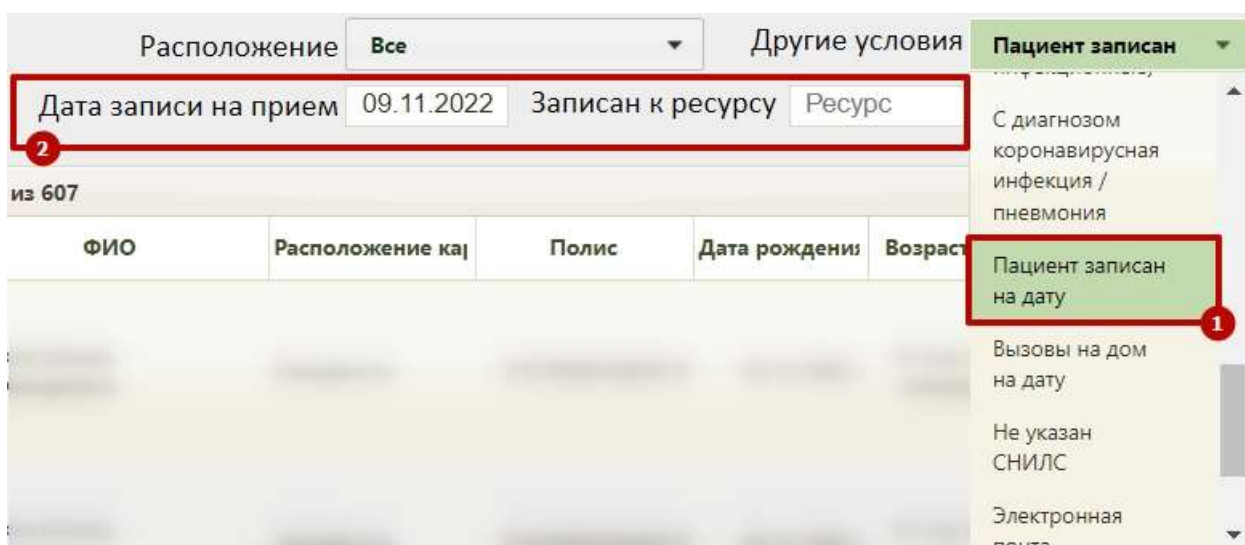 Расположение Все Другие условия Пациент записан
Дата записи на прием 09.11.2022 Записан к ресурсу Ресурс
2
из 607
ФИО Расположение кар Полис Дата рождения Возраст
С диагнозом
коронавирусная
инфекция /
пневмония
Пациент записан
на дату
1
Вызовы на дом
на дату
Не указан
СНИЛС
Электронная